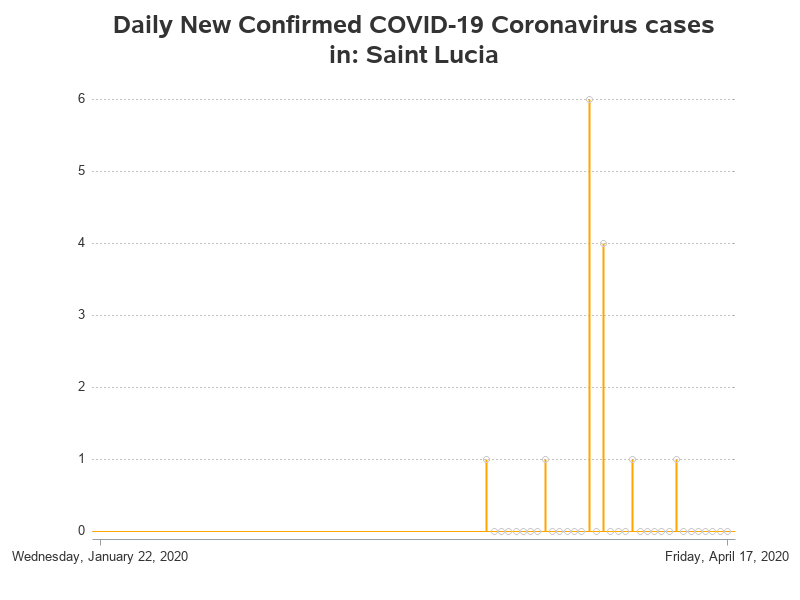 Daily New Confirmed COVID-19 Coronavirus cases
in: Saint Lucia
6
5
4
3
2
1
0
Wednesday, January 22, 2020 Friday, April 17, 2020